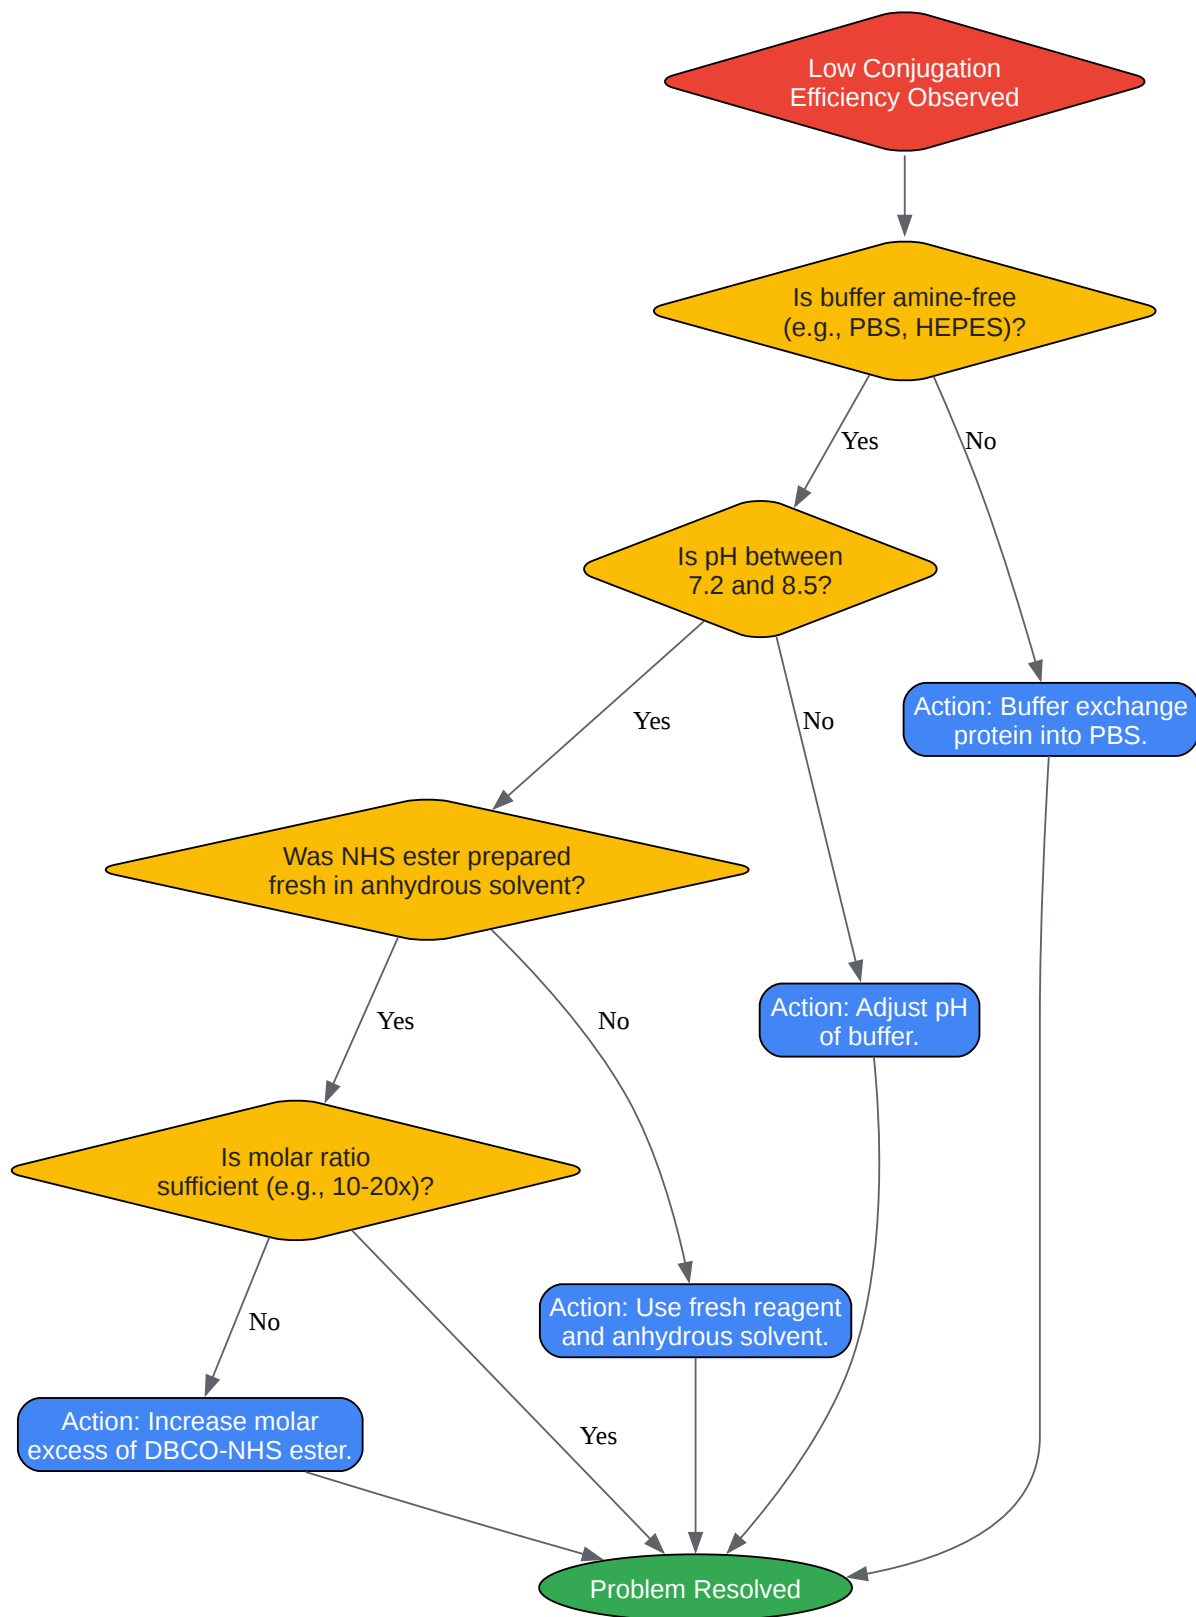 Low Conjugation
Efficiency Observed
Is buffer amine-free
(e.g., PBS, HEPES)?
Yes
No
Is pH between
7.2 and 8.5?
Action: Buffer exchange
protein into PBS.
Yes
No
Was NHS ester prepared
fresh in anhydrous solvent?
Action: Adjust pH
of buffer.
Yes
No
Is molar ratio
sufficient (e.g., 10-20x)?
Action: Use fresh reagent
and anhydrous solvent.
No
Action: Increase molar
excess of DBCO-NHS ester.
Yes
Problem Resolved